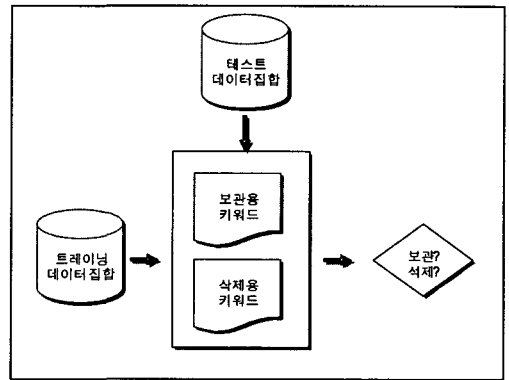 테스트
데이터집합
보관용
키워드
트레이닝
데이터집합
삭제용
키워드
보관?
석제?